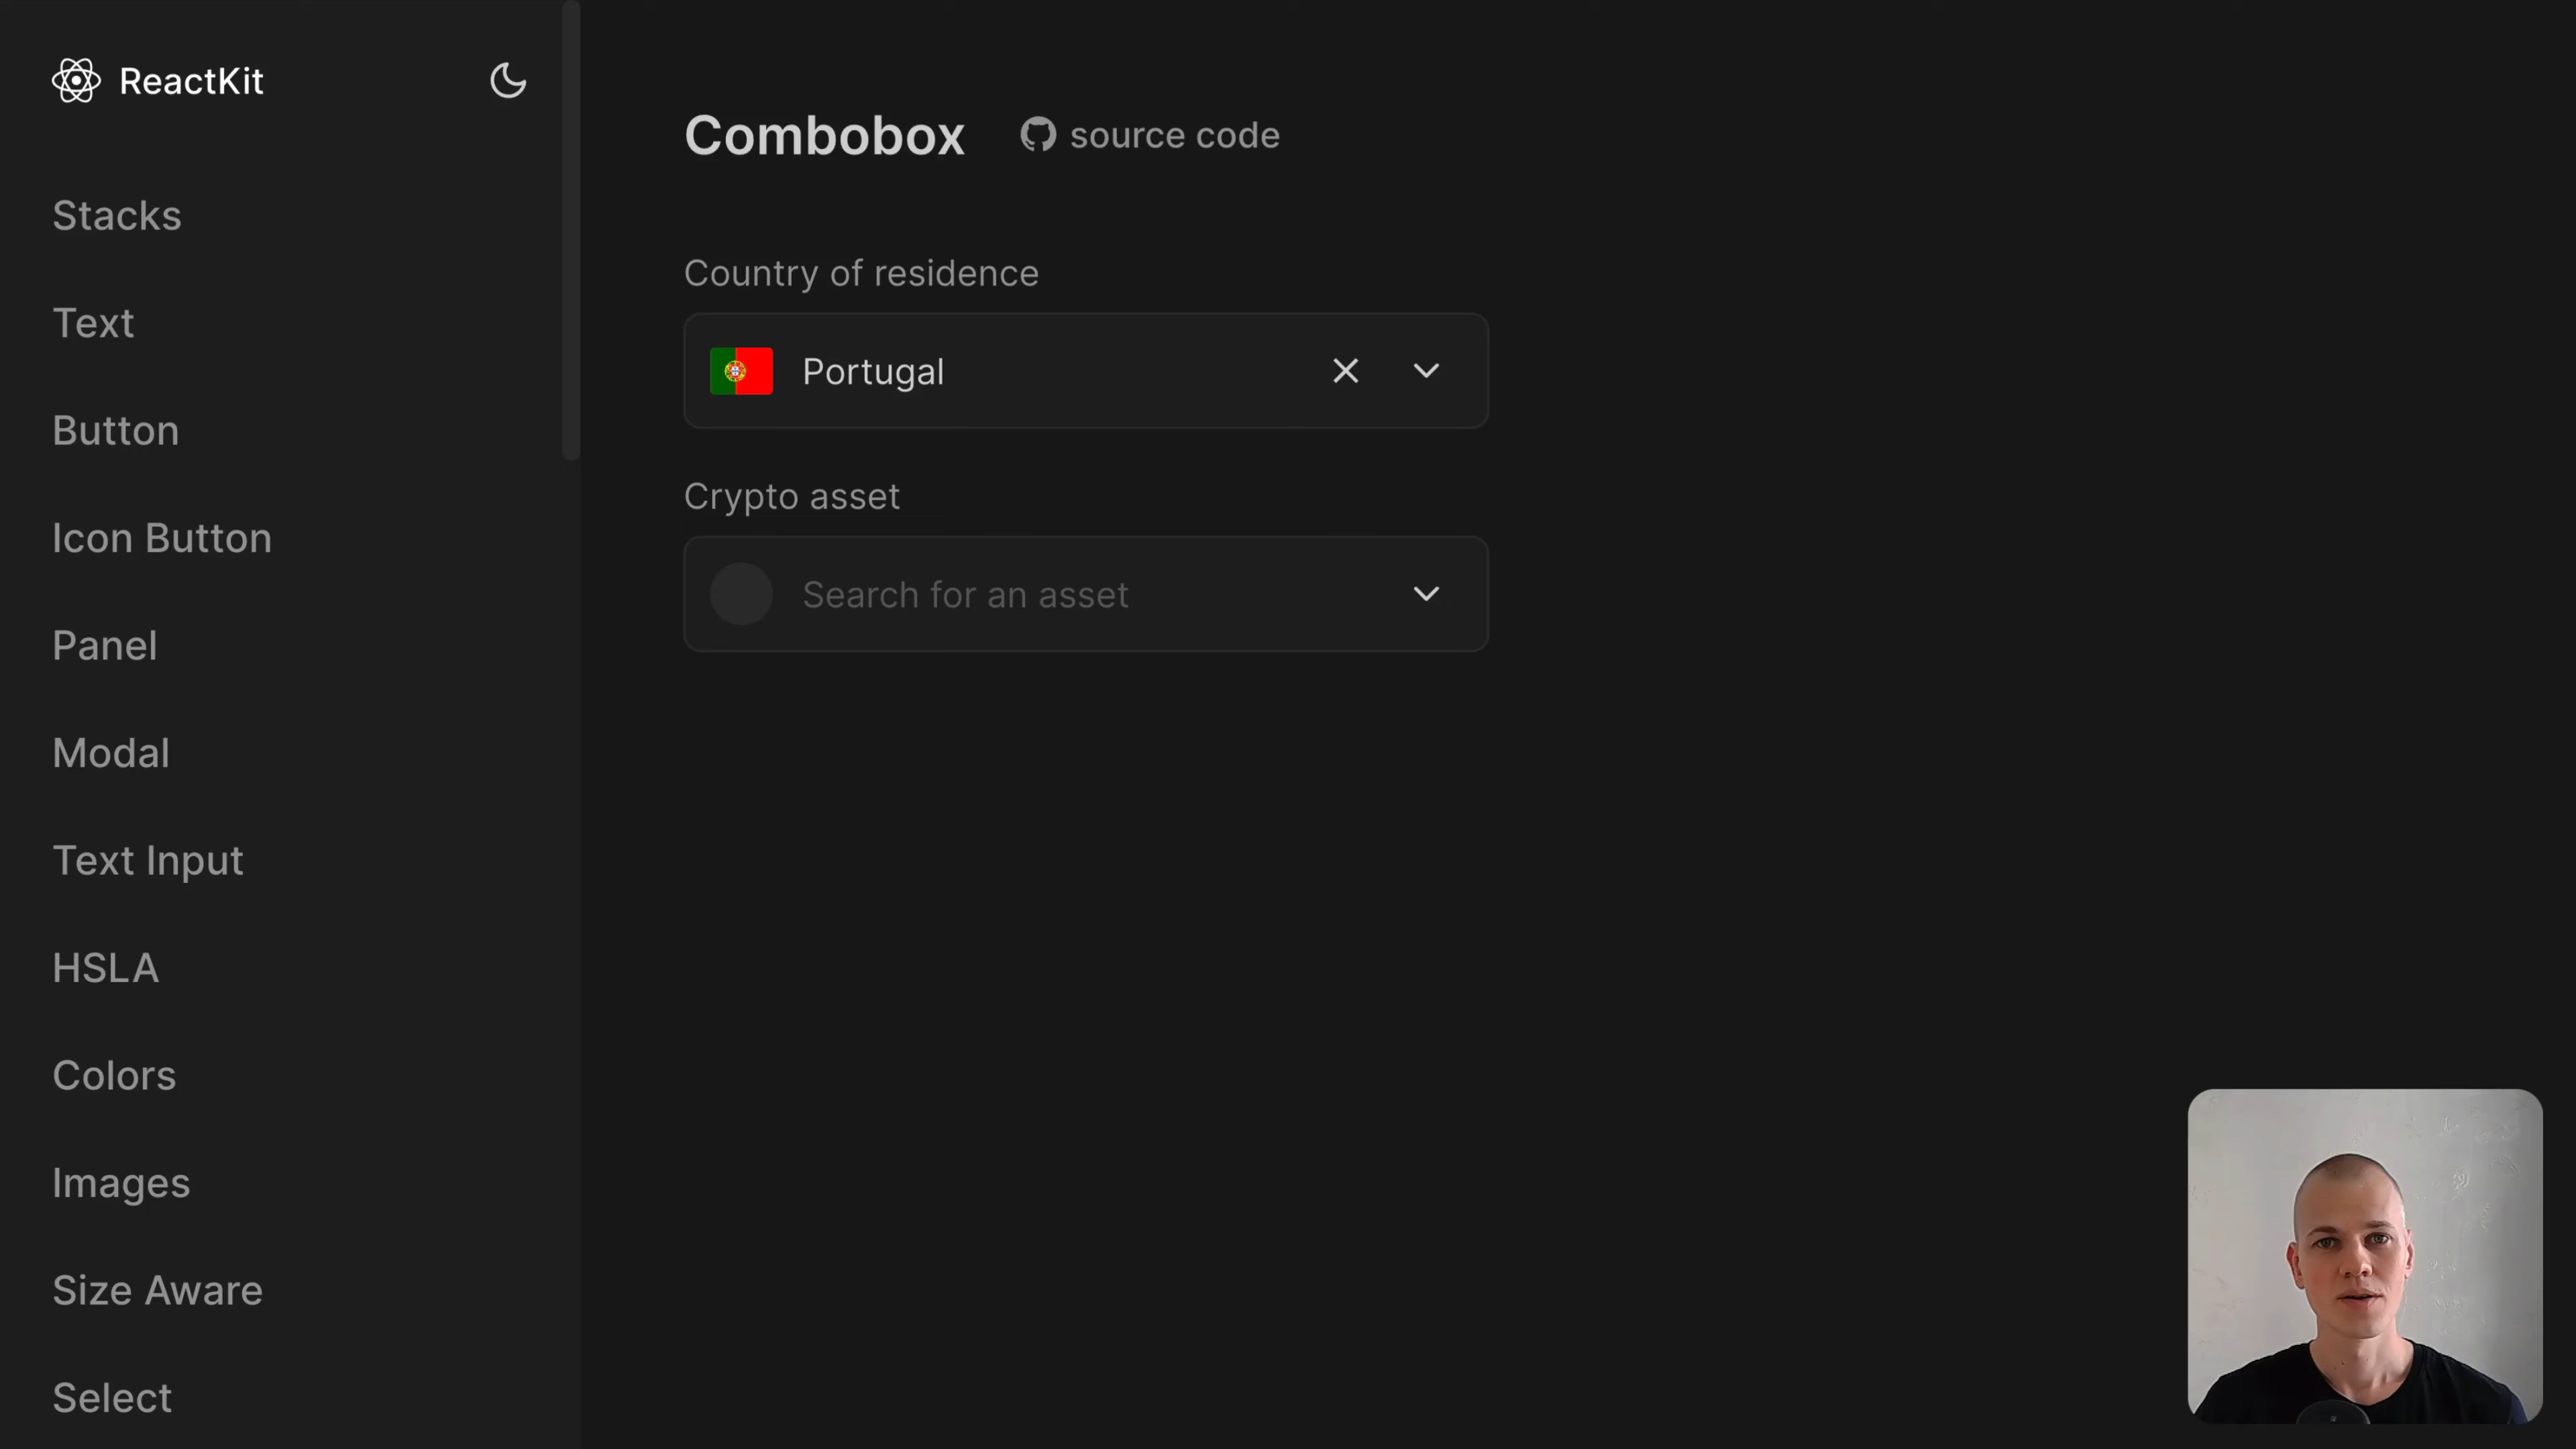 ReactKit
Stacks
Text
Button
Icon Button
Panel
Modal
Text Input
HSLA
Colors
Images
Size Aware
Select
Combobox
source code
Country of residence
Portugal
Crypto asset
Search for an asset